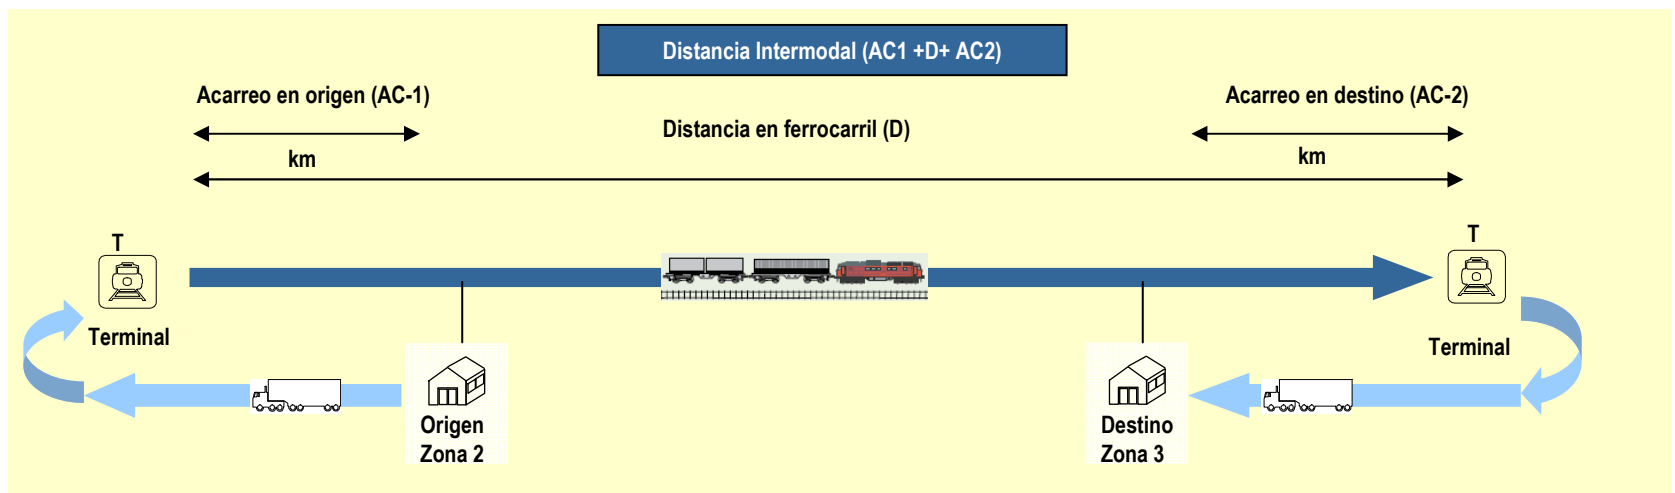 Distancia Intermodal (AC1 +D+ AC2)
Acarreo en origen (AC-1)
Acarreo en destino (AC-2)
Distancia en ferrocarril (D)
km
km
T
T
Terminal
Terminal
Origen
Zona 2
Destino
Zona 3